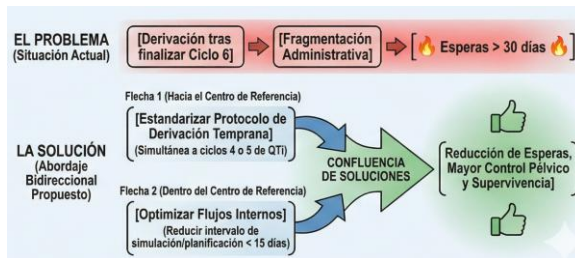 EL PROBLEMA
(Situación Actual)
[Derivación tras
finalizar Ciclo 6]
[Fragmentación
Administrativa]
[🔥 Esperas > 30 días 🔥]
Flecha 1 (Hacia el Centro de Referencia)
[Estandarizar Protocolo de
Derivación Temprana]
(Simultánea a ciclos 4 o 5 de QTi)
LA SOLUCIÓN
(Abordaje
Bidireccional
Propuesto)
Flecha 2 (Dentro del Centro de Referencia)
[Optimizar Flujos Internos]
(Reducir intervalo de
simulación/planificación < 15 días)
CONFLUENCIA
DE SOLUCIONES
[Reducción de Esperas,
Mayor Control Pélvico
y Supervivencia]